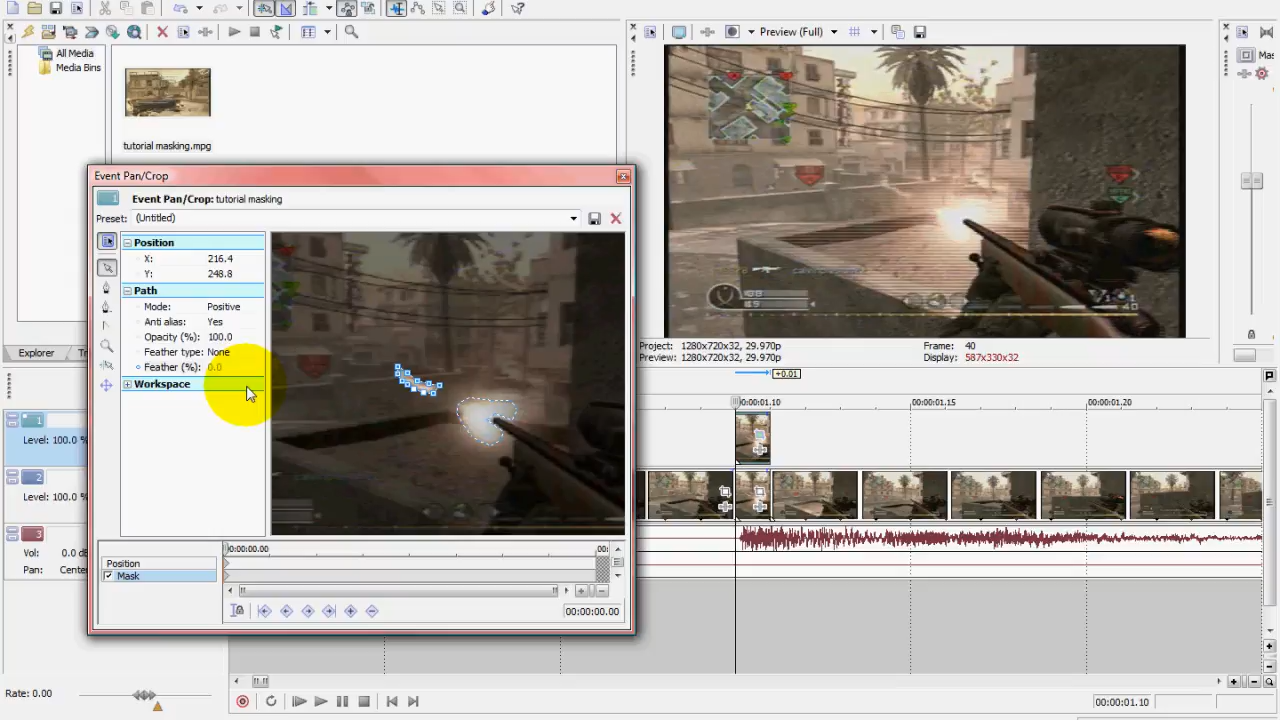 All Media
Media Bins
tutorial masking.mpg
Preview (Full)
Mas
Event Pan/Crop
Event Pan/Crop: tutorial masking
Preset: (Untitled)
Position
X: 216.4
Y: 248.8
Path
Mode: Positive
Anti alias: Yes
Opacity (%): 100.0
Feather type: None
Feather (%): 0.0
Workspace
Explorer
Project: 1280x720x32, 29.970p
Preview: 1280x720x32, 29.970p
Frame: 40
Display: 587x330x32
+0.01
00:00:01.10
00:00:01.15
00:00:01.20
1
Level: 100.0 %
2
Level: 100.0 %
3
Vol: 0.0 dB
Pan: Center
0:00:00.00
00:
Position
Mask
00:00:00.00
Rate: 0.00
00:00:01.10